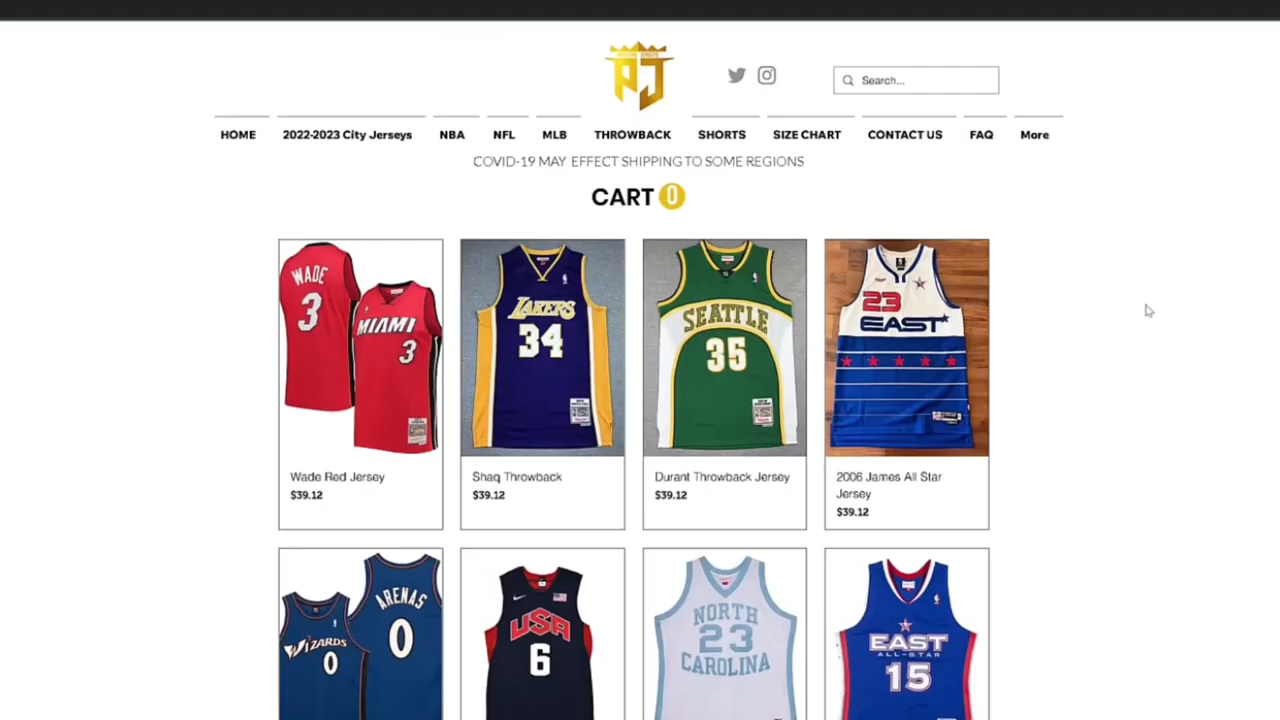 PJ
Search...
HOME
2022-2023 City Jerseys
NBA
NFL
MLB
THROWBACK
SHORTS
SIZE CHART
CONTACT US
FAQ
More
COVID-19 MAY EFFECT SHIPPING TO SOME REGIONS
CART 0
WADE
3
MIAMI
3
LAKERS
34
SEATTLE
35
23
EAST
Wade Red Jersey
$39.12
Shaq Throwback
$39.12
Durant Throwback Jersey
$39.12
2006 James All Star
Jersey
$39.12
ARENAS
0
WIZARDS
0
USA
6
NORTH
23
CAROLINA
EAST
ALL-STAR
15